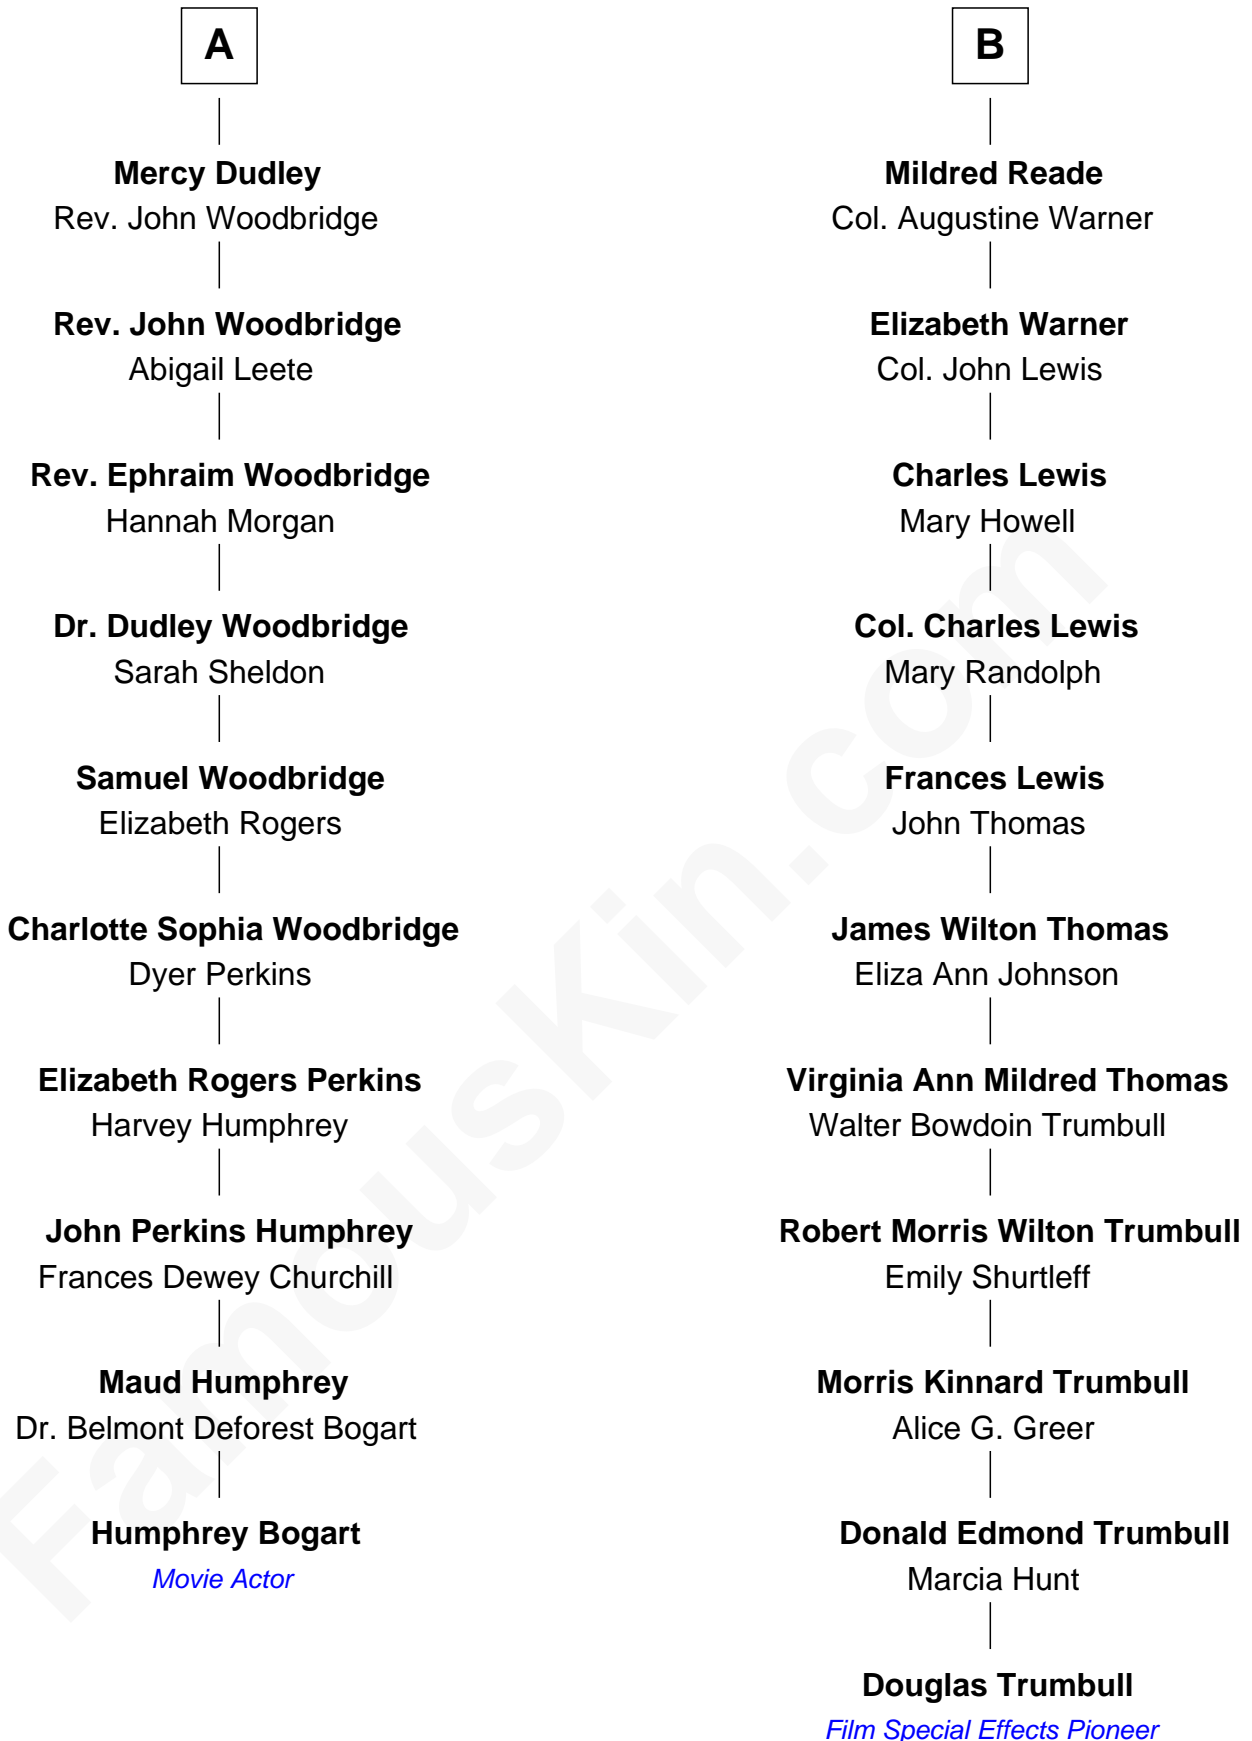 A
Mercy Dudley
Rev. John Woodbridge
Rev. John Woodbridge
Abigail Leete
Rev. Ephraim Woodbridge
Hannah Morgan
Dr. Dudley Woodbridge
Sarah Sheldon
Samuel Woodbridge
Elizabeth Rogers
Charlotte Sophia Woodbridge
Dyer Perkins
Elizabeth Rogers Perkins
Harvey Humphrey
John Perkins Humphrey
Frances Dewey Churchill
Maud Humphrey
Dr. Belmont Deforest Bogart
Humphrey Bogart
Movie Actor
B
Mildred Reade
Col. Augustine Warner
Elizabeth Warner
Col. John Lewis
Charles Lewis
Mary Howell
Col. Charles Lewis
Mary Randolph
Frances Lewis
John Thomas
James Wilton Thomas
Eliza Ann Johnson
Virginia Ann Mildred Thomas
Walter Bowdoin Trumbull
Robert Morris Wilton Trumbull
Emily Shurtleff
Morris Kinnard Trumbull
Alice G. Greer
Donald Edmond Trumbull
Marcia Hunt
Douglas Trumbull
Film Special Effects Pioneer
FamousKin.com